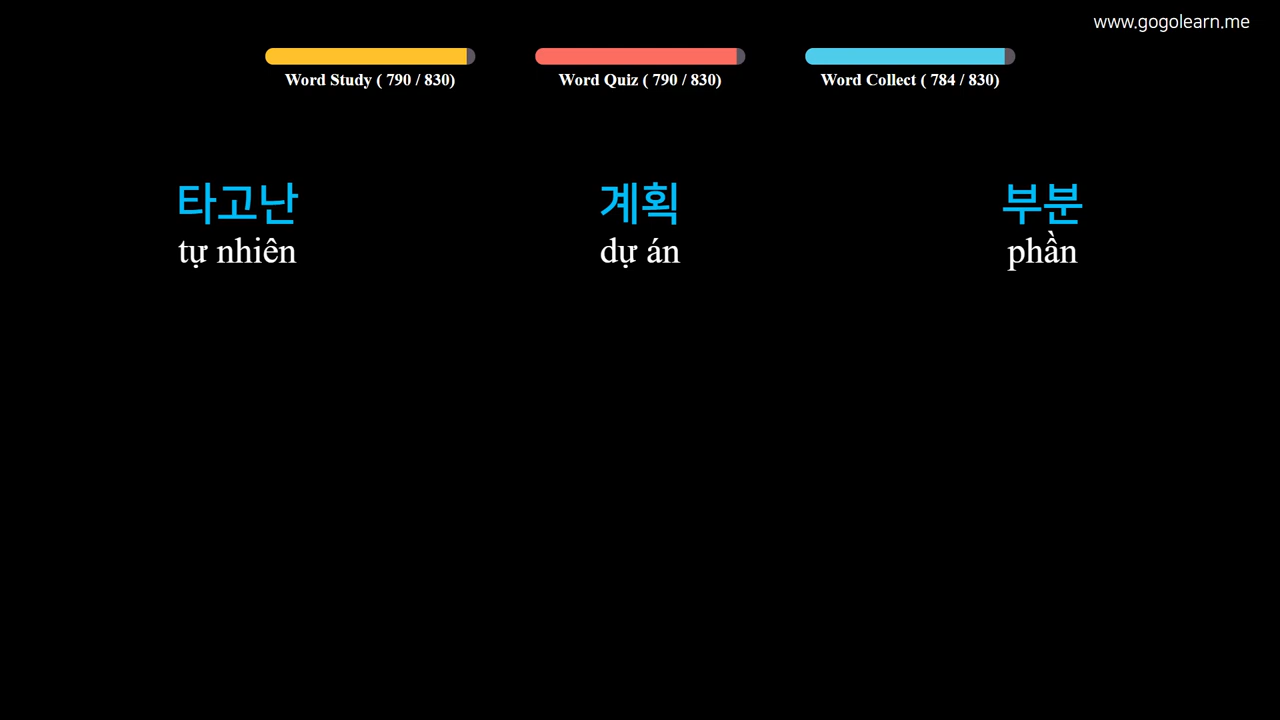 www.gogolearn.me
Word Study ( 790 / 830)
Word Quiz ( 790 / 830)
Word Collect ( 784 / 830)
타고난
계획
부분
tự nhiên
dự án
phần